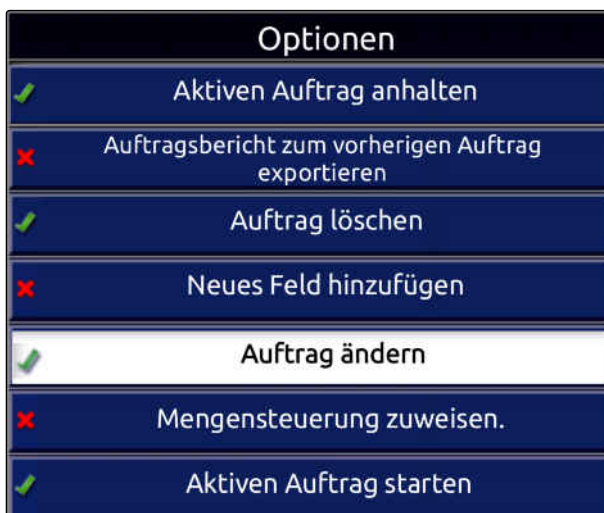 Optionen
Aktiven Auftrag anhalten
Auftragsbericht zum vorherigen Auftrag
exportieren
Auftrag löschen
Neues Feld hinzufügen
Auftrag ändern
Mengensteuerung zuweisen.
Aktiven Auftrag starten